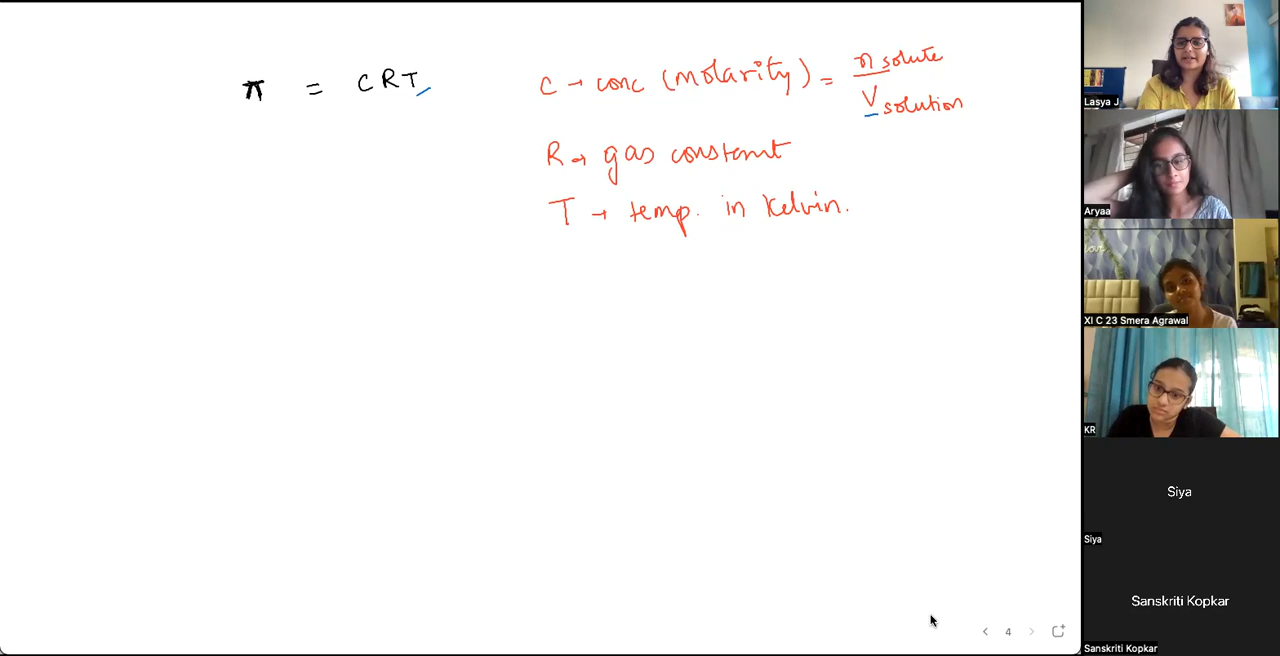 π = CRT
C → conc (molarity) = n solute / V solution
R → gas constant
T → temp. in kelvin.
4
Lasya J
Aryaa
XI C 23 Smera Agrawal
KR
Siya
Siya
Sanskriti Kopkar
Sanskriti Kopkar